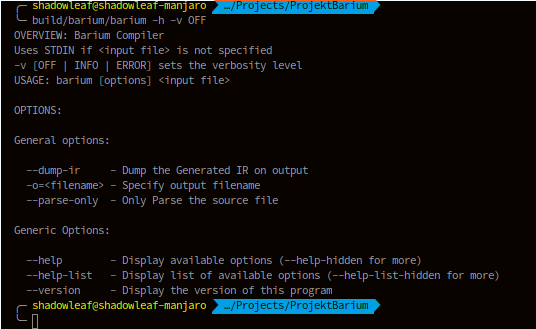 shadowleaf@shadowleaf-manjaro …/Projects/ProjektBarium
build/barium/barium -h -v OFF
OVERVIEW: Barium Compiler
Uses STDIN if <input file> is not specified
-v [OFF | INFO | ERROR] sets the verbosity level
USAGE: barium [options] <input file>
OPTIONS:
General options:
--dump-ir - Dump the Generated IR on output
-o=<filename> - Specify output filename
--parse-only - Only Parse the source file
Generic Options:
--help - Display available options (--help-hidden for more)
--help-list - Display list of available options (--help-list-hidden for more)
--version - Display the version of this program
shadowleaf@shadowleaf-manjaro …/Projects/ProjektBarium